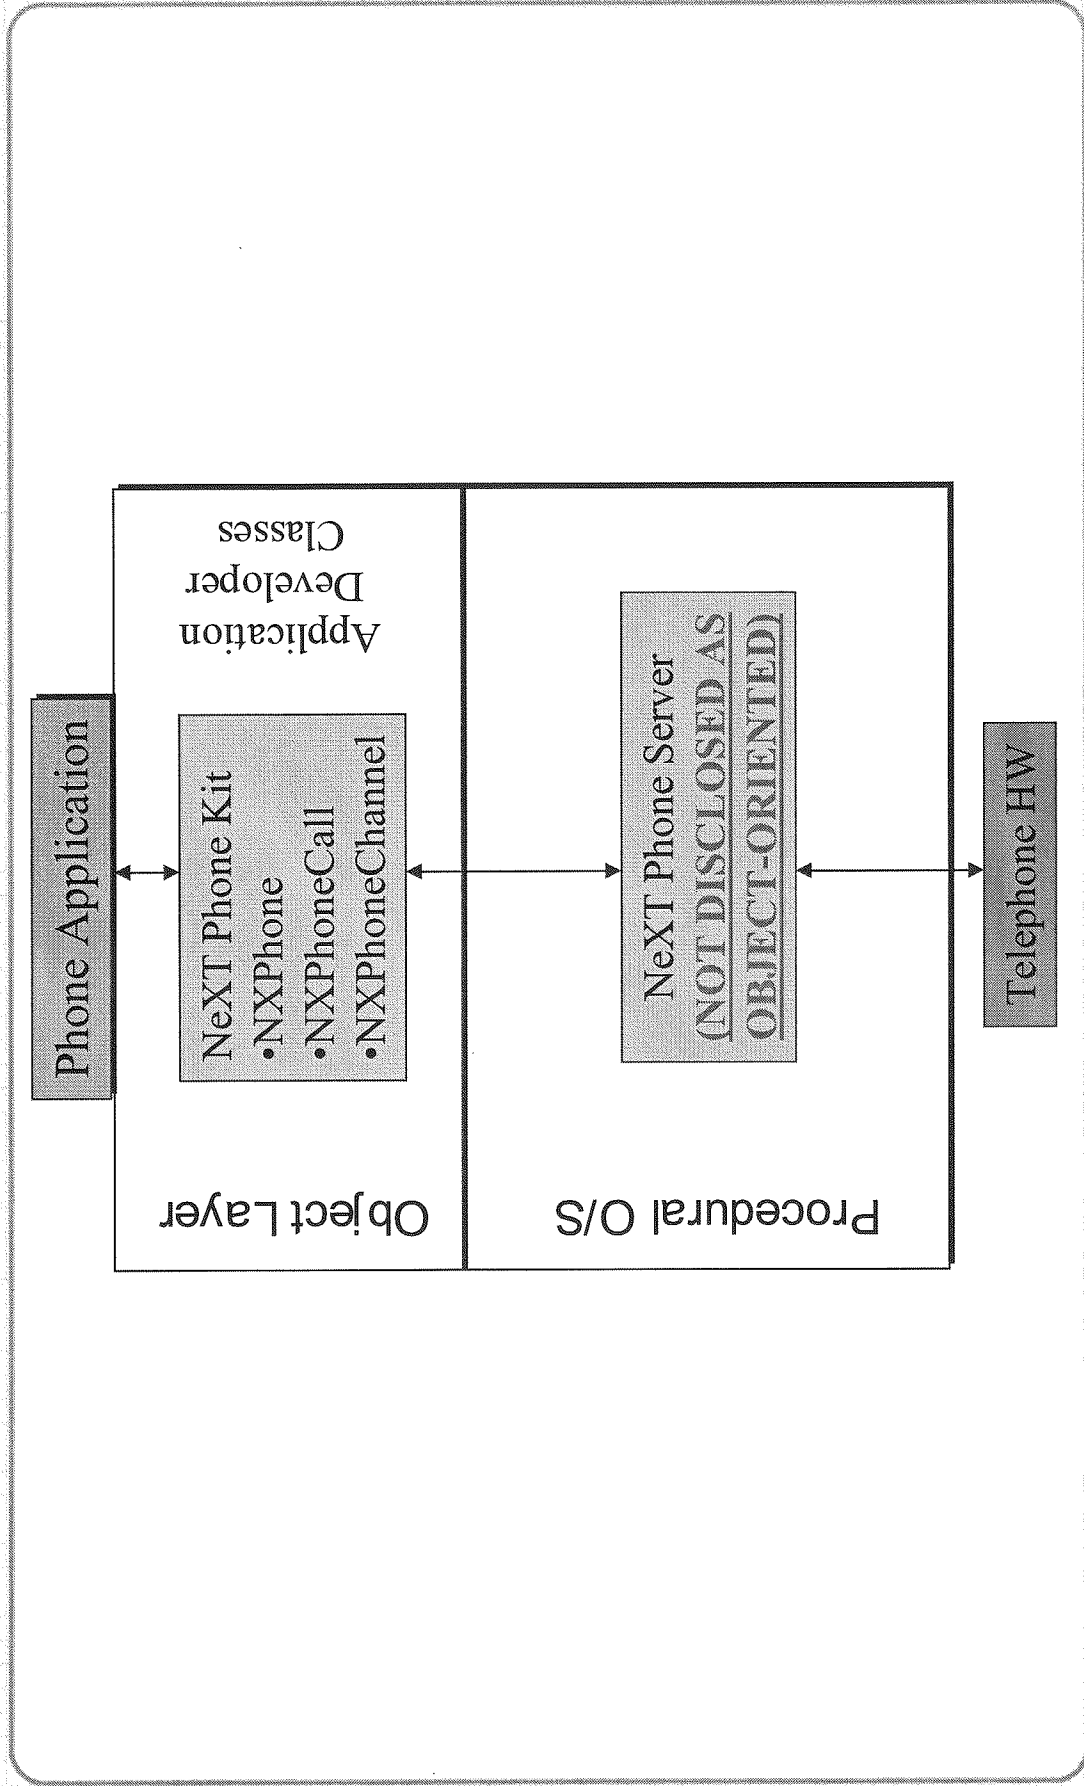 Phone Application
Object Layer
NeXT Phone Kit
•NXPhone
•NXPhoneCall
•NXPhoneChannel
Application
Developer
Classes
Procedural O/S
NeXT Phone Server
(NOT DISCLOSED AS
OBJECT-ORIENTED)
Telephone HW